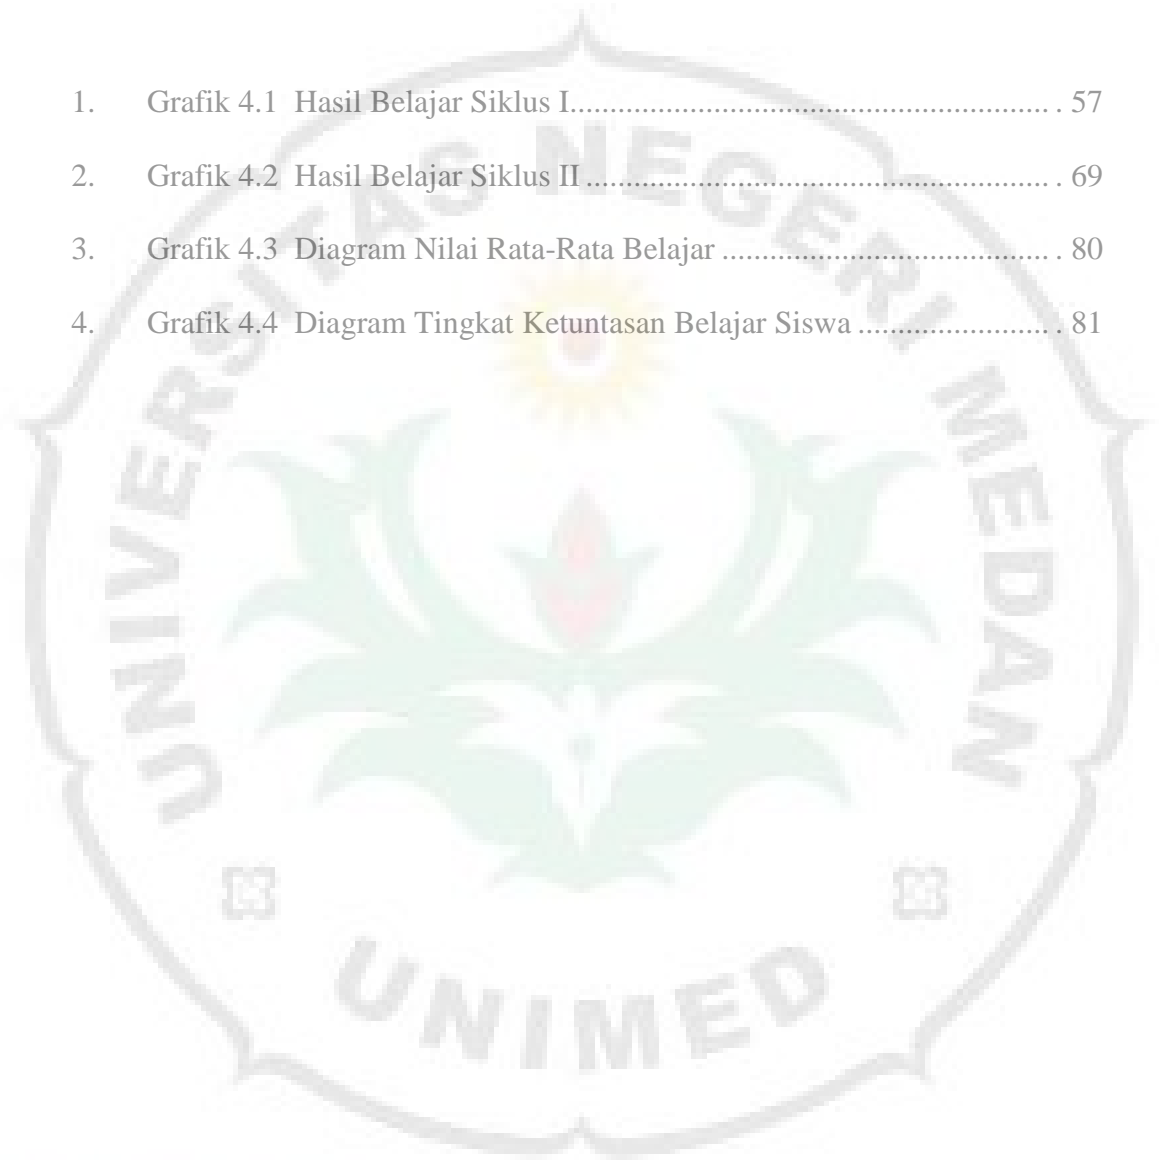 1. Grafik 4.1 Hasil Belajar Siklus I............................................................ . 57
2. Grafik 4.2 Hasil Belajar Siklus II ........................................................... . 69
3. Grafik 4.3 Diagram Nilai Rata-Rata Belajar .......................................... . 80
4. Grafik 4.4 Diagram Tingkat Ketuntasan Belajar Siswa ........................ . 81
UNIVERSITAS NEGERI MEDAN
UNIMED